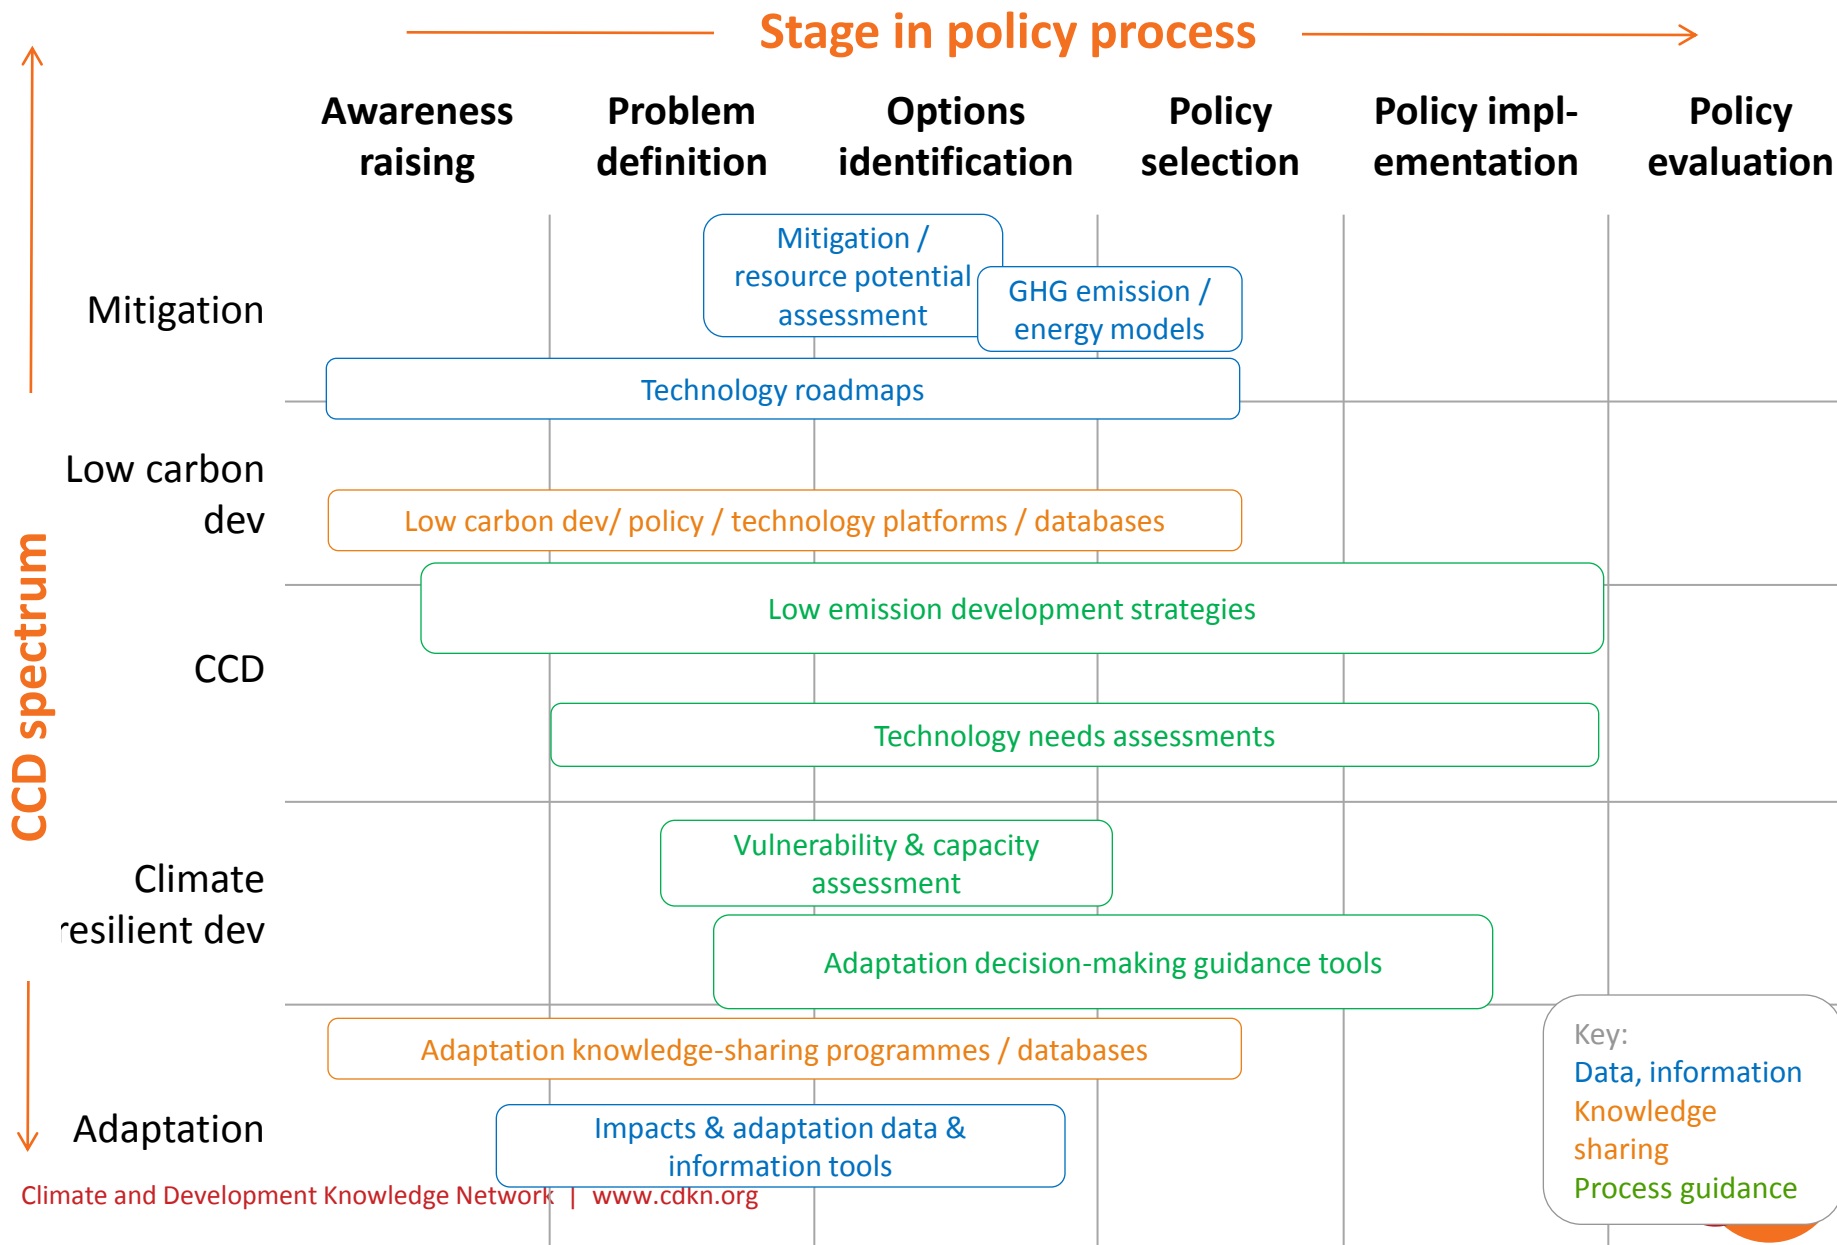 Stage in policy process
Awareness
raising
Problem
definition
Options
identification
Policy
selection
Policy impl-
ementation
Policy
evaluation
CCD spectrum
Mitigation
Mitigation /
resource potential
assessment
GHG emission /
energy models
Technology roadmaps
Low carbon
dev
Low carbon dev/ policy / technology platforms / databases
Low emission development strategies
CCD
Technology needs assessments
Climate
resilient dev
Vulnerability & capacity
assessment
Adaptation decision-making guidance tools
Adaptation knowledge-sharing programmes / databases
Adaptation
Impacts & adaptation data &
information tools
Key:
Data, information
Knowledge
sharing
Process guidance
Climate and Development Knowledge Network | www.cdkn.org